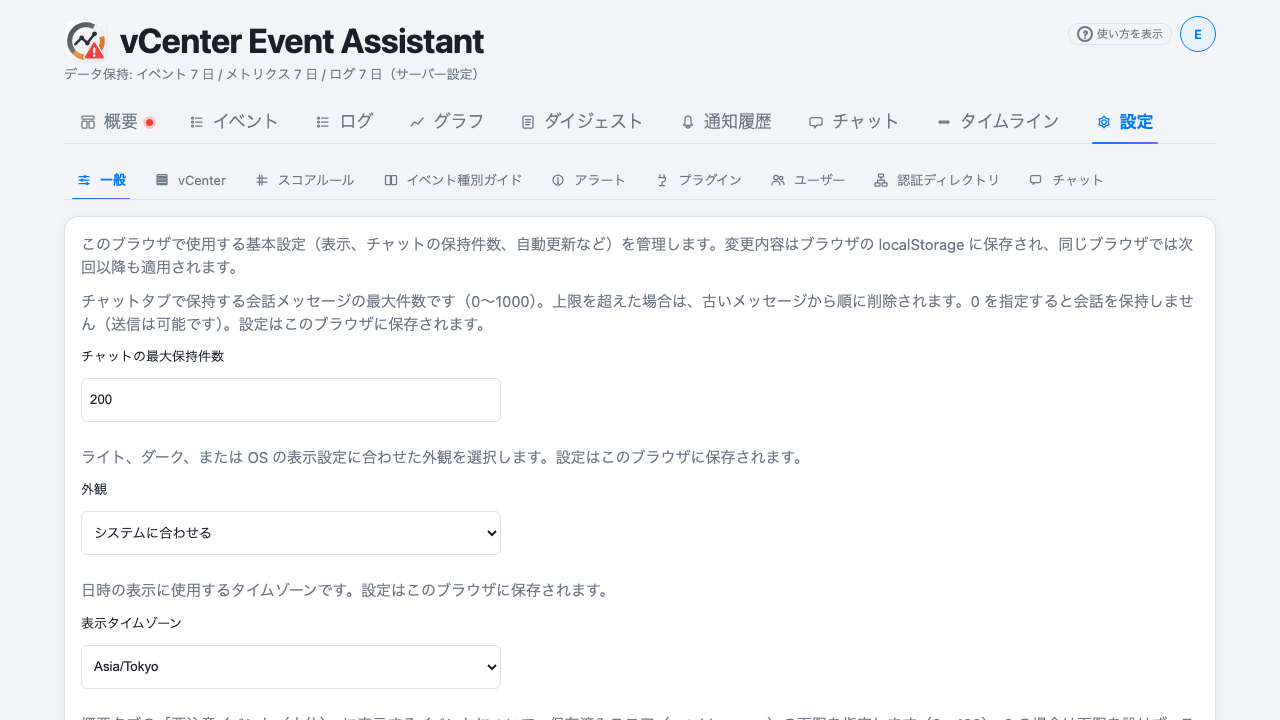 vCenter Event Assistant
使い方を表示
E
データ保持: イベント 7 日 / メトリクス 7 日 / ログ 7 日（サーバー設定）
概要 イベント ログ グラフ ダイジェスト 通知履歴 チャット タイムライン 設定
一般 vCenter スコアルール イベント種別ガイド アラート プラグイン ユーザー 認証ディレクトリ チャット
このブラウザで使用する基本設定（表示、チャットの保持件数、自動更新など）を管理します。変更内容はブラウザの localStorage に保存され、同じブラウザでは次
回以降も適用されます。
チャットタブで保持する会話メッセージの最大件数です（0〜1000）。上限を超えた場合は、古いメッセージから順に削除されます。0 を指定すると会話を保持しませ
ん（送信は可能です）。設定はこのブラウザに保存されます。
チャットの最大保持件数
200
ライト、ダーク、または OS の表示設定に合わせた外観を選択します。設定はこのブラウザに保存されます。
外観
システムに合わせる
日時の表示に使用するタイムゾーンです。設定はこのブラウザに保存されます。
表示タイムゾーン
Asia/Tokyo